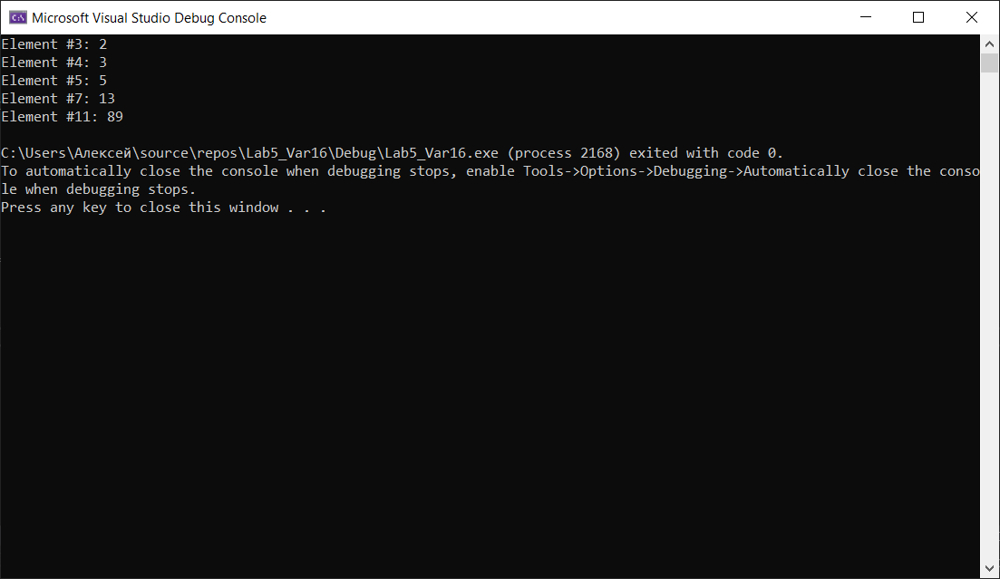 Microsoft Visual Studio Debug Console
Element #3: 2
Element #4: 3
Element #5: 5
Element #7: 13
Element #11: 89
C:\Users\Алексей\source\repos\Lab5_Var16\Debug\Lab5_Var16.exe (process 2168) exited with code 0.
To automatically close the console when debugging stops, enable Tools->Options->Debugging->Automatically close the conso
le when debugging stops.
Press any key to close this window . . .